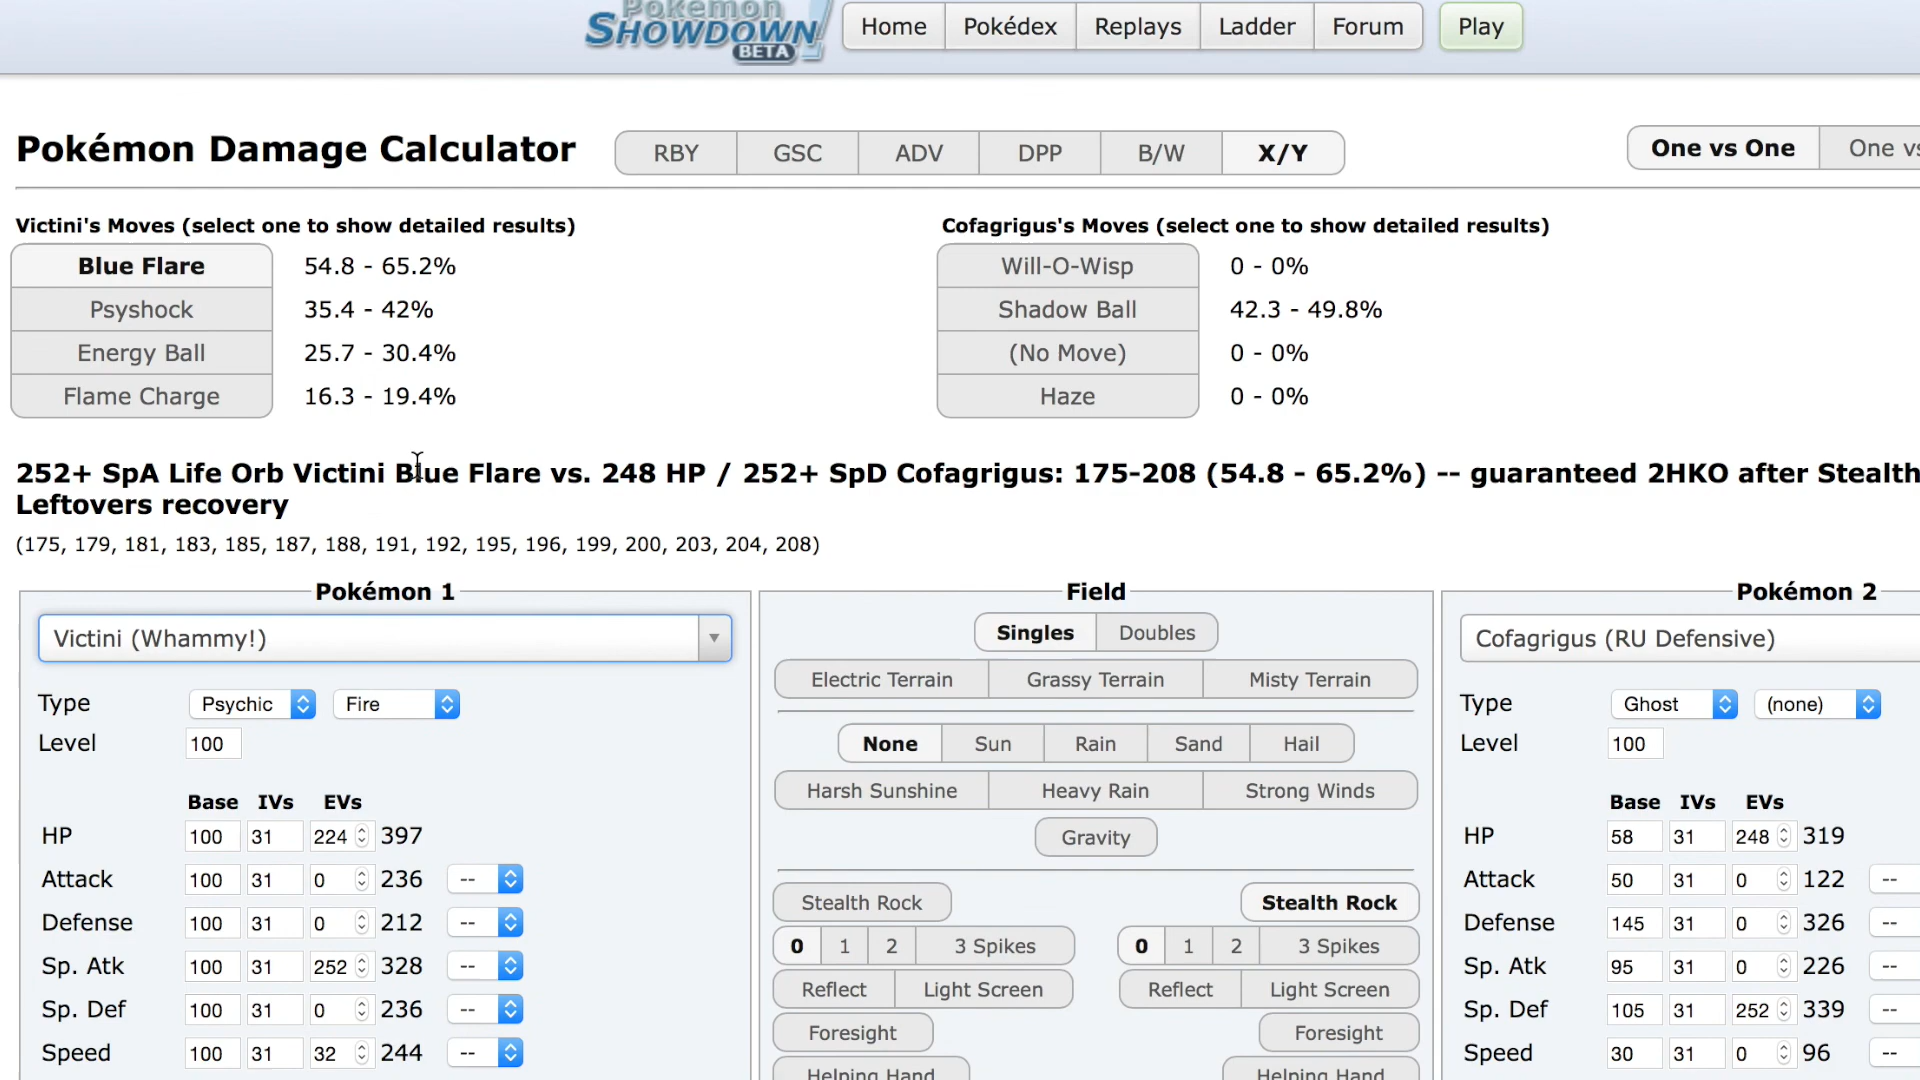 Pokémon
SHOWDOWN!
BETA
Home Pokédex Replays Ladder Forum Play
Pokémon Damage Calculator RBY GSC ADV DPP B/W X/Y One vs One One vs
Victini's Moves (select one to show detailed results) Cofagrigus's Moves (select one to show detailed results)
Blue Flare 54.8 - 65.2% Will-O-Wisp 0 - 0%
Psyshock 35.4 - 42% Shadow Ball 42.3 - 49.8%
Energy Ball 25.7 - 30.4% (No Move) 0 - 0%
Flame Charge 16.3 - 19.4% Haze 0 - 0%
252+ SpA Life Orb Victini Blue Flare vs. 248 HP / 252+ SpD Cofagrigus: 175-208 (54.8 - 65.2%) -- guaranteed 2HKO after Stealth
Leftovers recovery
(175, 179, 181, 183, 185, 187, 188, 191, 192, 195, 196, 199, 200, 203, 204, 208)
Pokémon 1 Field Pokémon 2
Victini (Whammy!) Singles Doubles Cofagrigus (RU Defensive)
Electric Terrain Grassy Terrain Misty Terrain
Type Psychic Fire Type Ghost (none)
Level 100 None Sun Rain Sand Hail Level 100
Harsh Sunshine Heavy Rain Strong Winds
Base IVs EVs Base IVs EVs
HP 100 31 224 397 Gravity HP 58 31 248 319
Attack 100 31 0 236 -- Stealth Rock Stealth Rock Attack 50 31 0 122 --
Defense 100 31 0 212 -- 0 1 2 3 Spikes 0 1 2 3 Spikes Defense 145 31 0 326 --
Sp. Atk 100 31 252 328 -- Reflect Light Screen Reflect Light Screen Sp. Atk 95 31 0 226 --
Sp. Def 100 31 0 236 -- Foresight Foresight Sp. Def 105 31 252 339 --
Speed 100 31 32 244 -- Helping Hand Helping Hand Speed 30 31 0 96 --